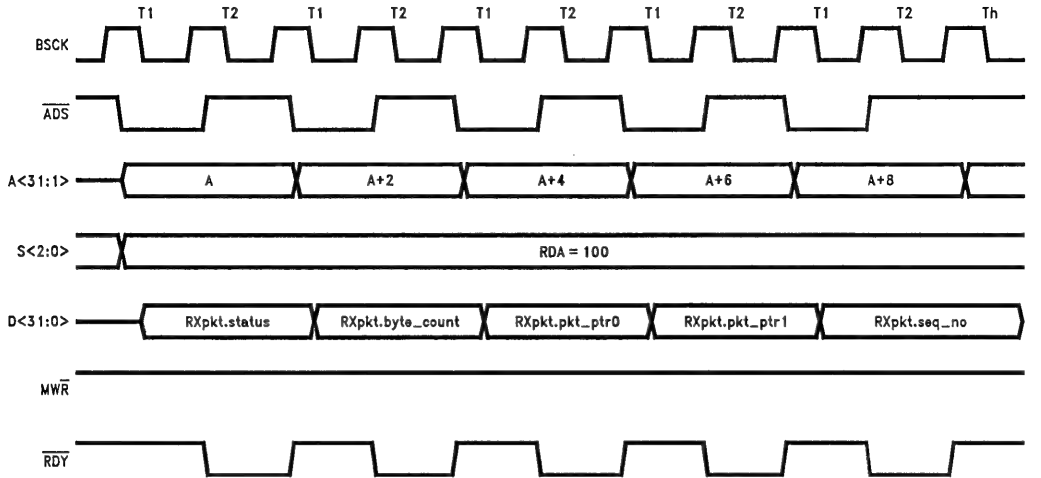 T1 T2 T1 T2 T1 T2 T1 T2 T1 T2 Th
BSCK
ADS
A<31:1> A A+2 A+4 A+6 A+8
S<2:0> RDA = 100
D<31:0> RXpkt.status RXpkt.byte_count RXpkt.pkt_ptr0 RXpkt.pkt_ptr1 RXpkt.seq_no
MWR
RDY